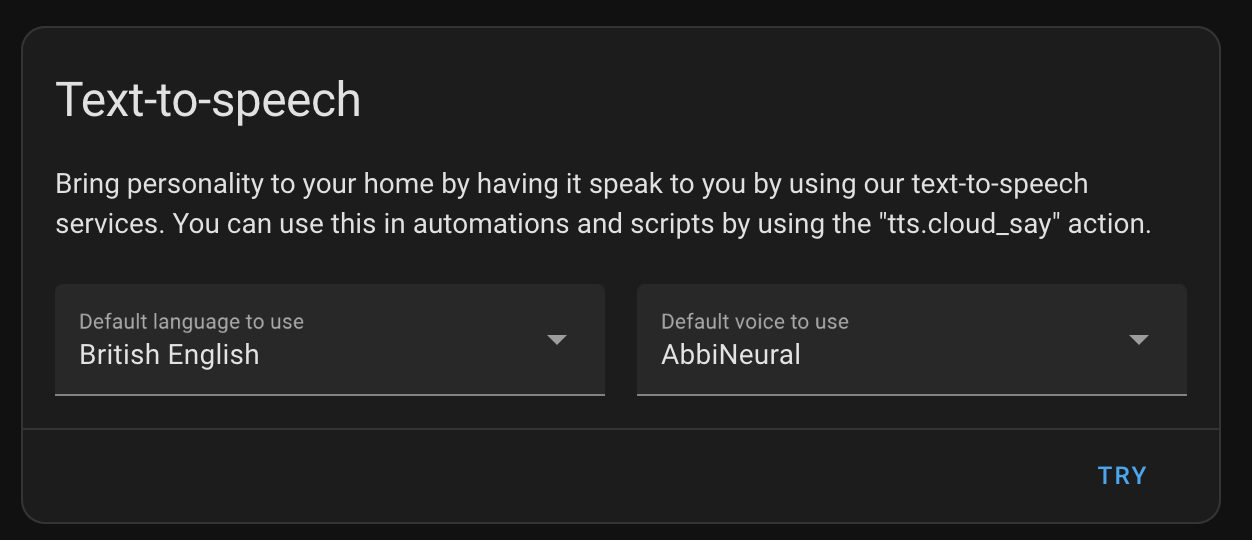 Text-to-speech
Bring personality to your home by having it speak to you by using our text-to-speech
services. You can use this in automations and scripts by using the "tts.cloud_say" action.
Default language to use
British English
Default voice to use
AbbiNeural
TRY